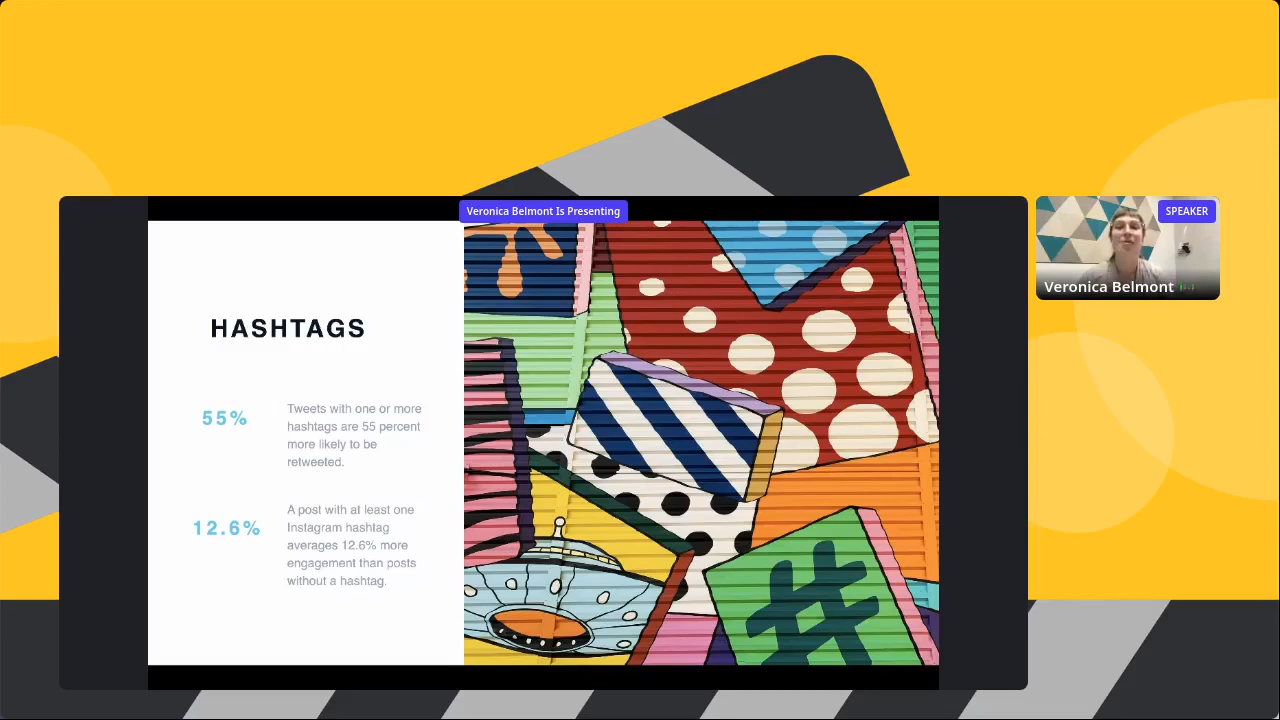 Veronica Belmont Is Presenting
SPEAKER
Veronica Belmont
HASHTAGS
55%
Tweets with one or more
hashtags are 55 percent
more likely to be
retweeted.
12.6%
A post with at least one
Instagram hashtag
averages 12.6% more
engagement than posts
without a hashtag.
#